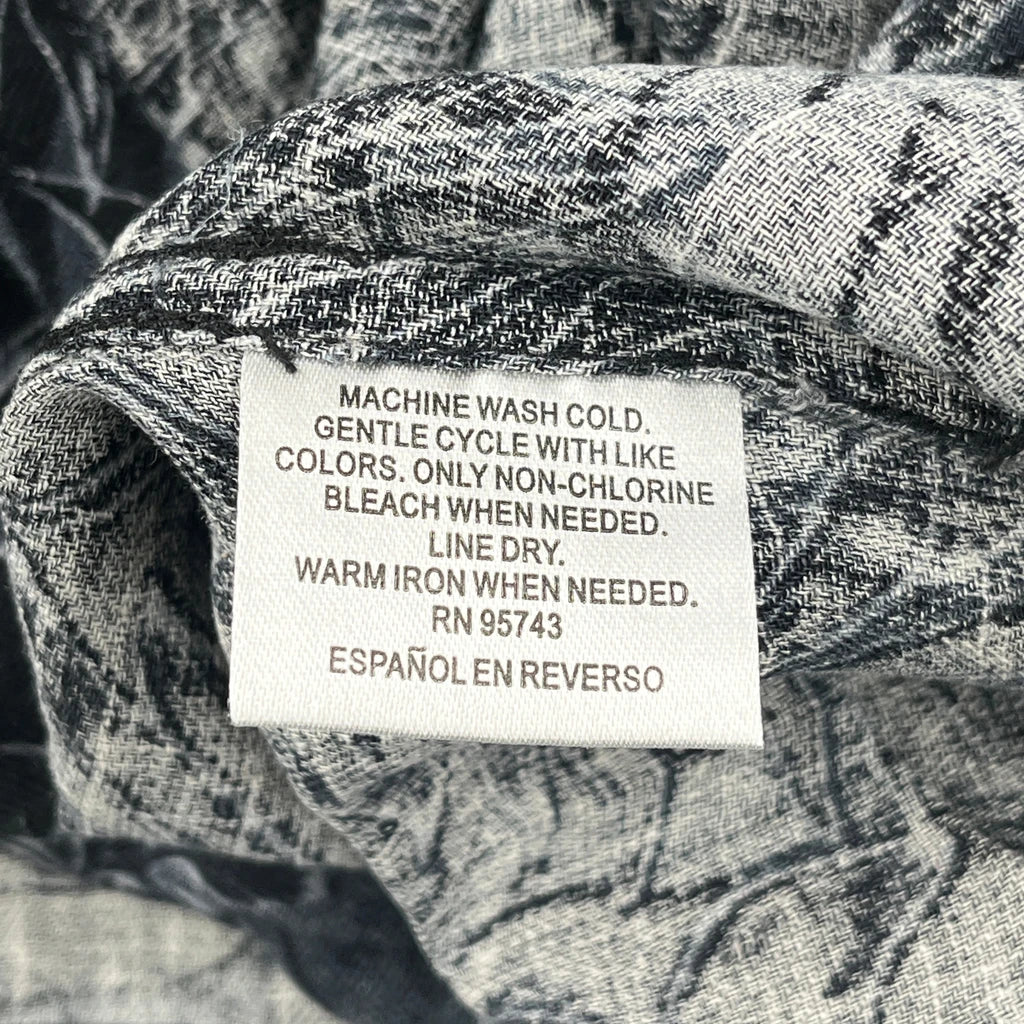 MACHINE WASH COLD.
GENTLE CYCLE WITH LIKE
COLORS. ONLY NON-CHLORINE
BLEACH WHEN NEEDED.
LINE DRY.
WARM IRON WHEN NEEDED.
RN 95743
ESPAÑOL EN REVERSO